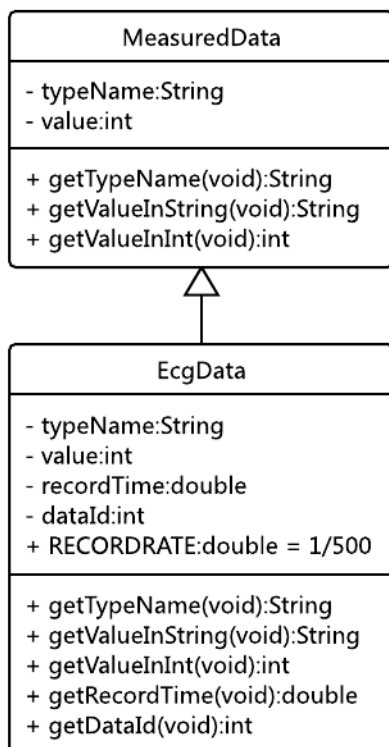 MeasuredData
- typeName:String
- value:int
+ getTypeName(void):String
+ getValueInString(void):String
+ getValueInInt(void):int
EcgData
- typeName:String
- value:int
- recordTime:double
- dataId:int
+ RECORDRATE:double = 1/500
+ getTypeName(void):String
+ getValueInString(void):String
+ getValueInInt(void):int
+ getRecordTime(void):double
+ getDataId(void):int